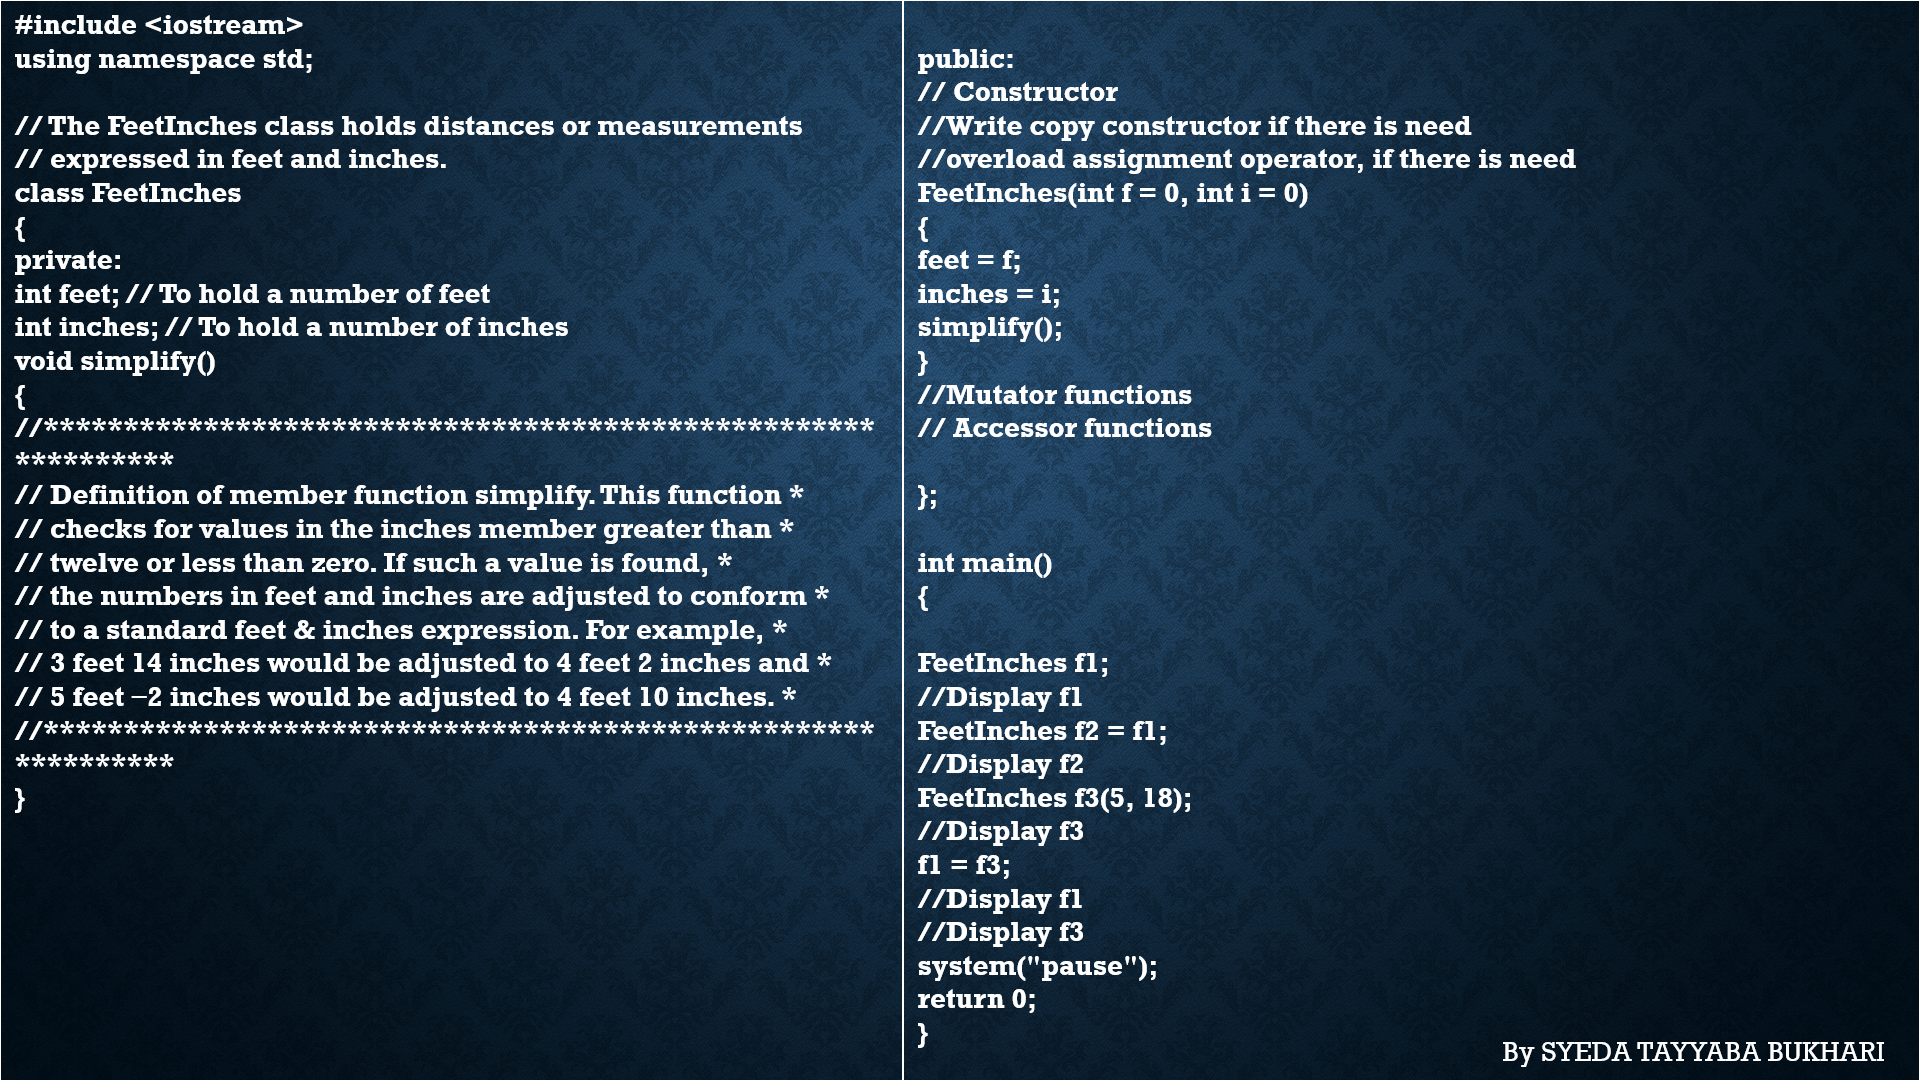 #include <iostream>
using namespace std;
// The FeetInches class holds distances or measurements
// expressed in feet and inches.
class FeetInches
{
private:
int feet; // To hold a number of feet
int inches; // To hold a number of inches
void simplify()
{
//****************************************************
**********
// Definition of member function simplify. This function *
// checks for values in the inches member greater than *
// twelve or less than zero. If such a value is found, *
// the numbers in feet and inches are adjusted to conform *
// to a standard feet & inches expression. For example, *
// 3 feet 14 inches would be adjusted to 4 feet 2 inches and *
// 5 feet −2 inches would be adjusted to 4 feet 10 inches. *
//****************************************************
**********
}
public:
// Constructor
//Write copy constructor if there is need
//overload assignment operator, if there is need
FeetInches(int f = 0, int i = 0)
{
feet = f;
inches = i;
simplify();
}
//Mutator functions
// Accessor functions
};
int main()
{
FeetInches f1;
//Display f1
FeetInches f2 = f1;
//Display f2
FeetInches f3(5, 18);
//Display f3
f1 = f3;
//Display f1
//Display f3
system("pause");
return 0;
}
By SYEDA TAYYABA BUKHARI